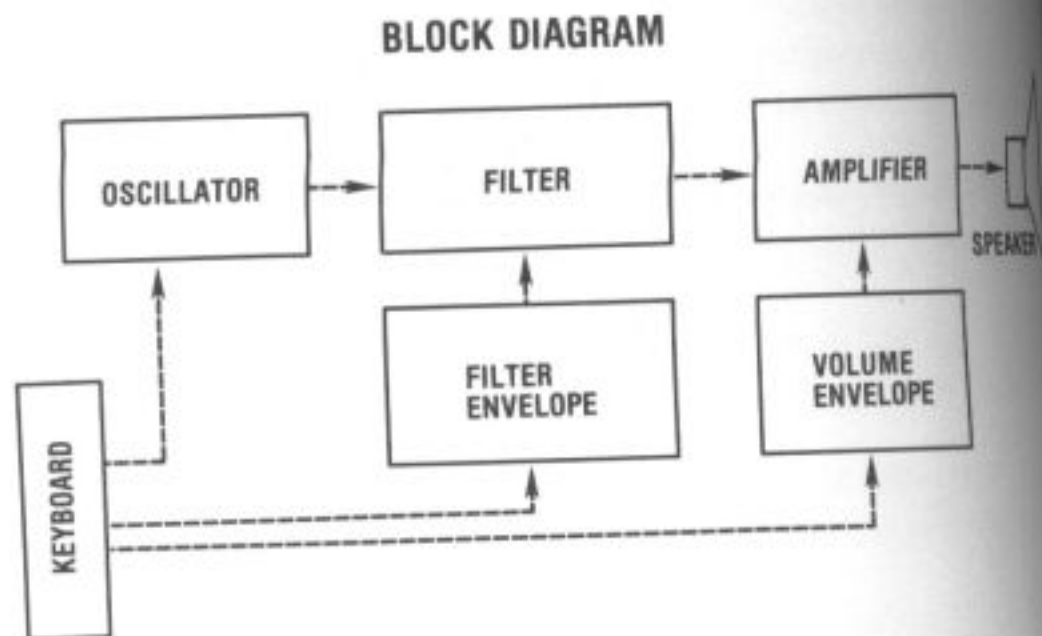 BLOCK DIAGRAM
OSCILLATOR
FILTER
AMPLIFIER
SPEAKER
FILTER
ENVELOPE
VOLUME
ENVELOPE
KEYBOARD